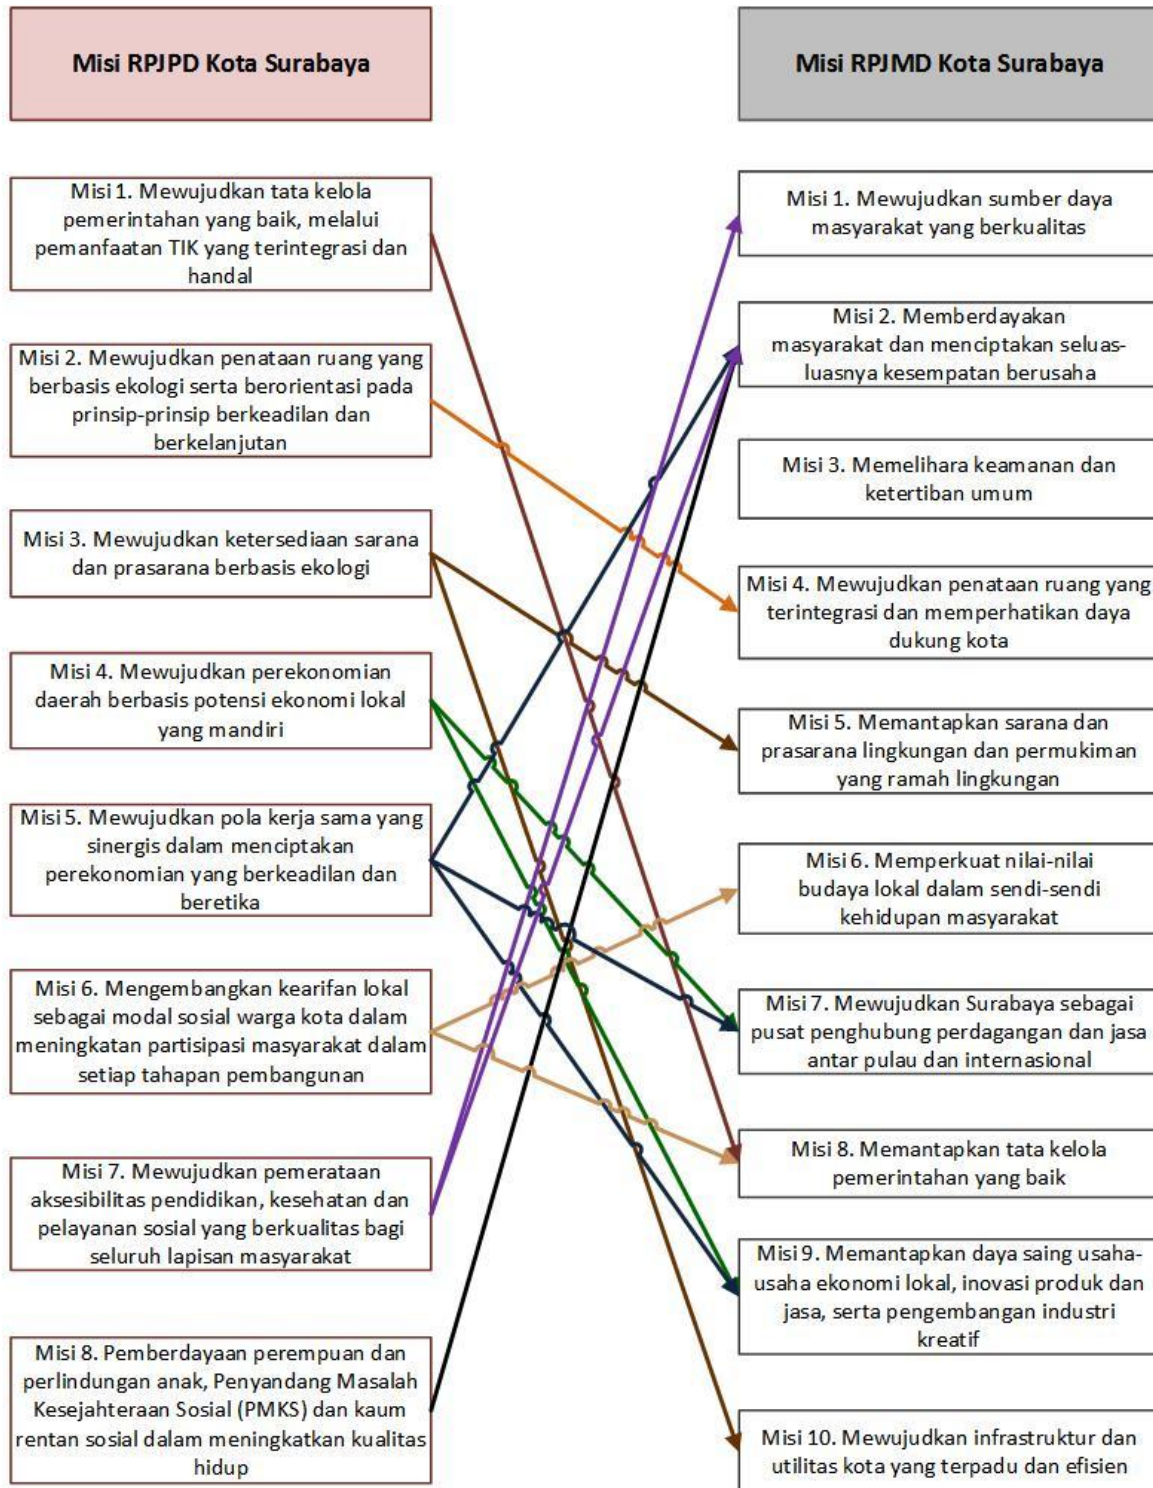 Misi RPJPD Kota Surabaya
Misi RPJMD Kota Surabaya
Misi 1. Mewujudkan tata kelola
pemerintahan yang baik, melalui
pemanfaatan TIK yang terintegrasi dan
handal
Misi 2. Mewujudkan penataan ruang yang
berbasis ekologi serta berorientasi pada
prinsip-prinsip berkeadilan dan
berkelanjutan
Misi 3. Mewujudkan ketersediaan sarana
dan prasarana berbasis ekologi
Misi 4. Mewujudkan perekonomian
daerah berbasis potensi ekonomi lokal
yang mandiri
Misi 5. Mewujudkan pola kerja sama yang
sinergis dalam menciptakan
perekonomian yang berkeadilan dan
beretika
Misi 6. Mengembangkan kearifan lokal
sebagai modal sosial warga kota dalam
meningkatan partisipasi masyarakat dalam
setiap tahapan pembangunan
Misi 7. Mewujudkan pemerataan
aksesibilitas pendidikan, kesehatan dan
pelayanan sosial yang berkualitas bagi
seluruh lapisan masyarakat
Misi 8. Pemberdayaan perempuan dan
perlindungan anak, Penyandang Masalah
Kesejahteraan Sosial (PMKS) dan kaum
rentan sosial dalam meningkatkan kualitas
hidup
Misi 1. Mewujudkan sumber daya
masyarakat yang berkualitas
Misi 2. Memberdayakan
masyarakat dan menciptakan seluas-
luasnya kesempatan berusaha
Misi 3. Memelihara keamanan dan
ketertiban umum
Misi 4. Mewujudkan penataan ruang yang
terintegrasi dan memperhatikan daya
dukung kota
Misi 5. Memantapkan sarana dan
prasarana lingkungan dan permukiman
yang ramah lingkungan
Misi 6. Memperkuat nilai-nilai
budaya lokal dalam sendi-sendi
kehidupan masyarakat
Misi 7. Mewujudkan Surabaya sebagai
pusat penghubung perdagangan dan jasa
antar pulau dan internasional
Misi 8. Memantapkan tata kelola
pemerintahan yang baik
Misi 9. Memantapkan daya saing usaha-
usaha ekonomi lokal, inovasi produk dan
jasa, serta pengembangan industri
kreatif
Misi 10. Mewujudkan infrastruktur dan
utilitas kota yang terpadu dan efisien